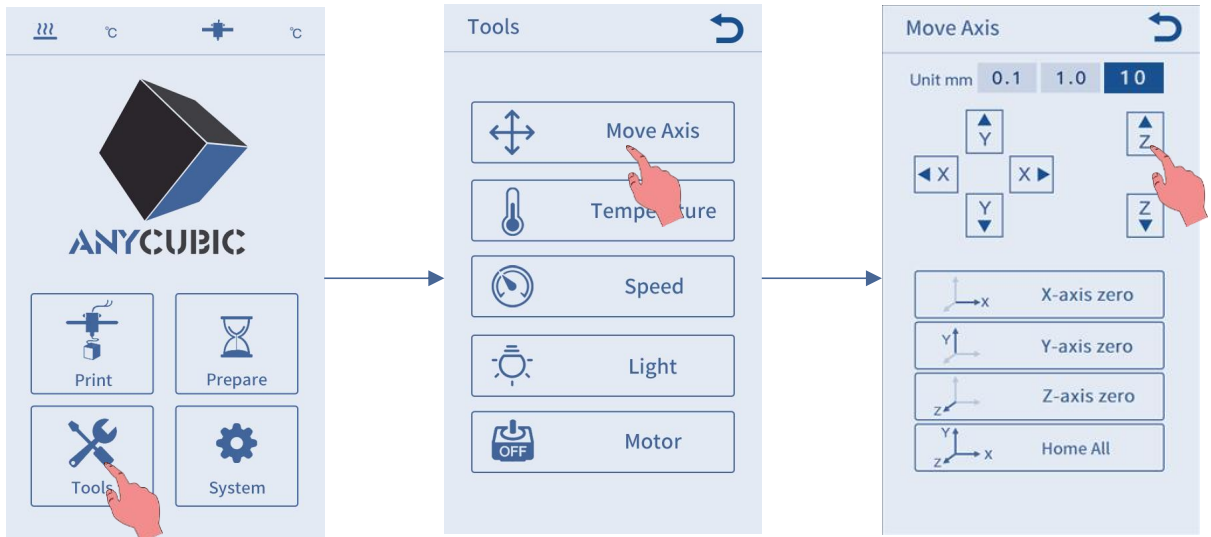 ℃ ℃
ANYCUBIC
Print Prepare
Tools System
Tools
Move Axis
Temperature
Speed
Light
OFF Motor
Move Axis
Unit mm 0.1 1.0 10
Y Z
X X
Y Z
X X-axis zero
Y Y-axis zero
Z Z-axis zero
Y
Z X Home All